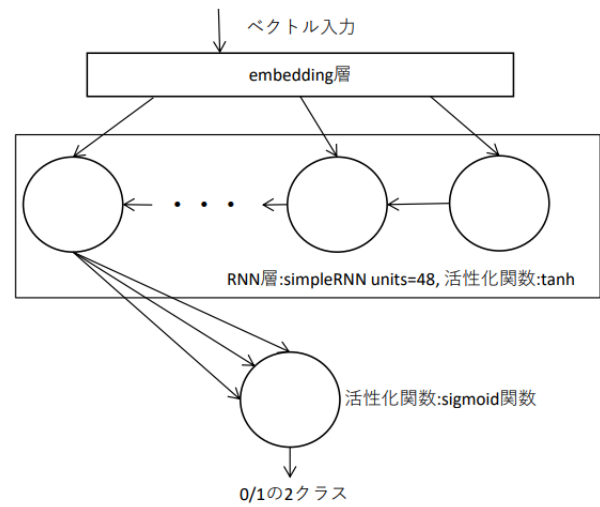 ベクトル入力
embedding層
・・・
RNN層:simpleRNN units=48, 活性化関数:tanh
活性化関数:sigmoid関数
0/1の2クラス